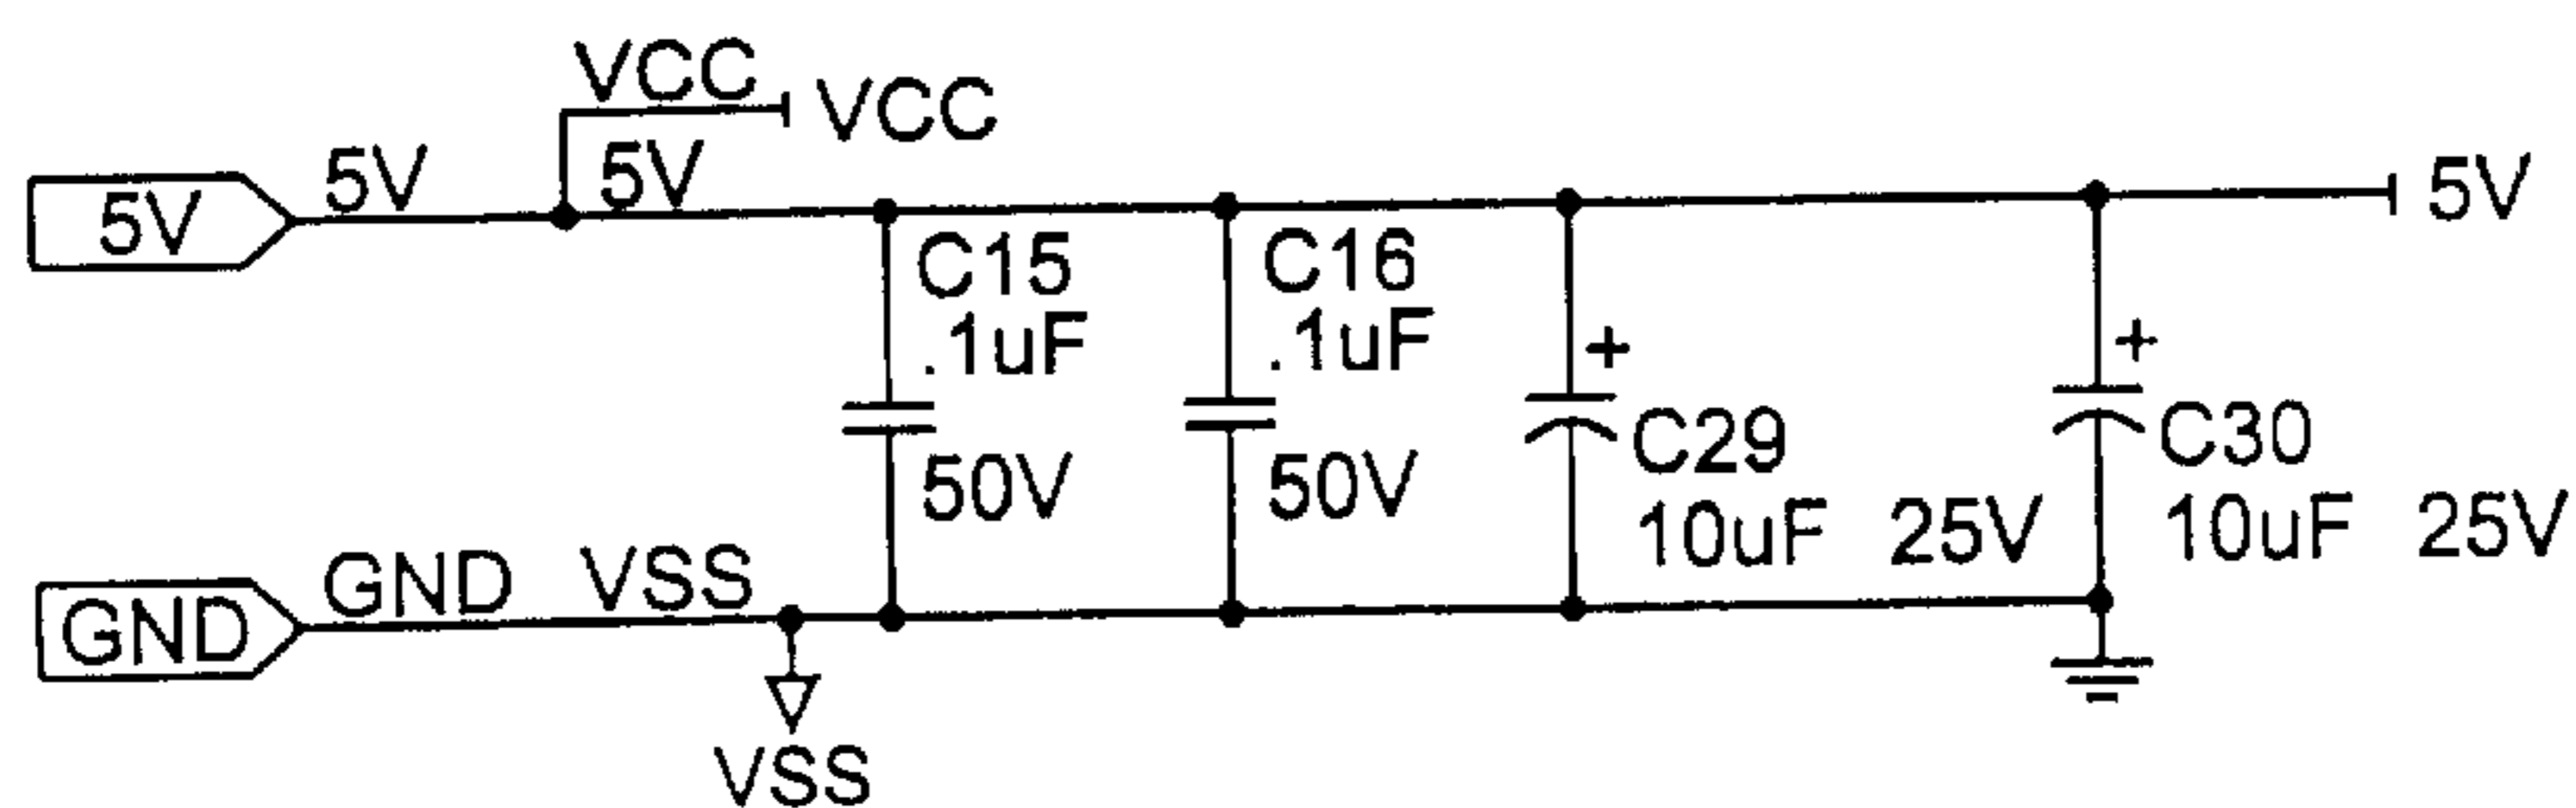 VCC
VCC
5V
5V
5V
5V
C15
.1uF
50V
C16
.1uF
50V
C29
10uF 25V
C30
10uF 25V
+
+
GND
GND
VSS
VSS